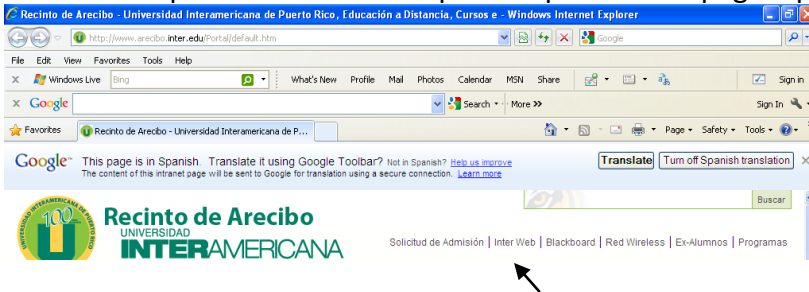 Recinto de Arecibo - Universidad Interamericana de Puerto Rico, Educación a Distancia, Cursos e - Windows Internet Explorer
http://www.arecibo.inter.edu/Portal/default.htm
Google
File Edit View Favorites Tools Help
X Windows Live Bing What's New Profile Mail Photos Calendar MSN Share Sign in
x Google Search More >> Sign In
Favorites Recinto de Arecibo - Universidad Interamericana de P... Page Safety Tools
Google™ This page is in Spanish. Translate it using Google Toolbar? Not in Spanish? Help us improve Translate Turn off Spanish translation
The content of this intranet page will be sent to Google for translation using a secure connection. Learn more
Buscar
100
Recinto de Arecibo
UNIVERSIDAD
INTERAMERICANA
Solicitud de Admisión | Inter Web | Blackboard | Red Wireless | Ex-Alumnos | Programas